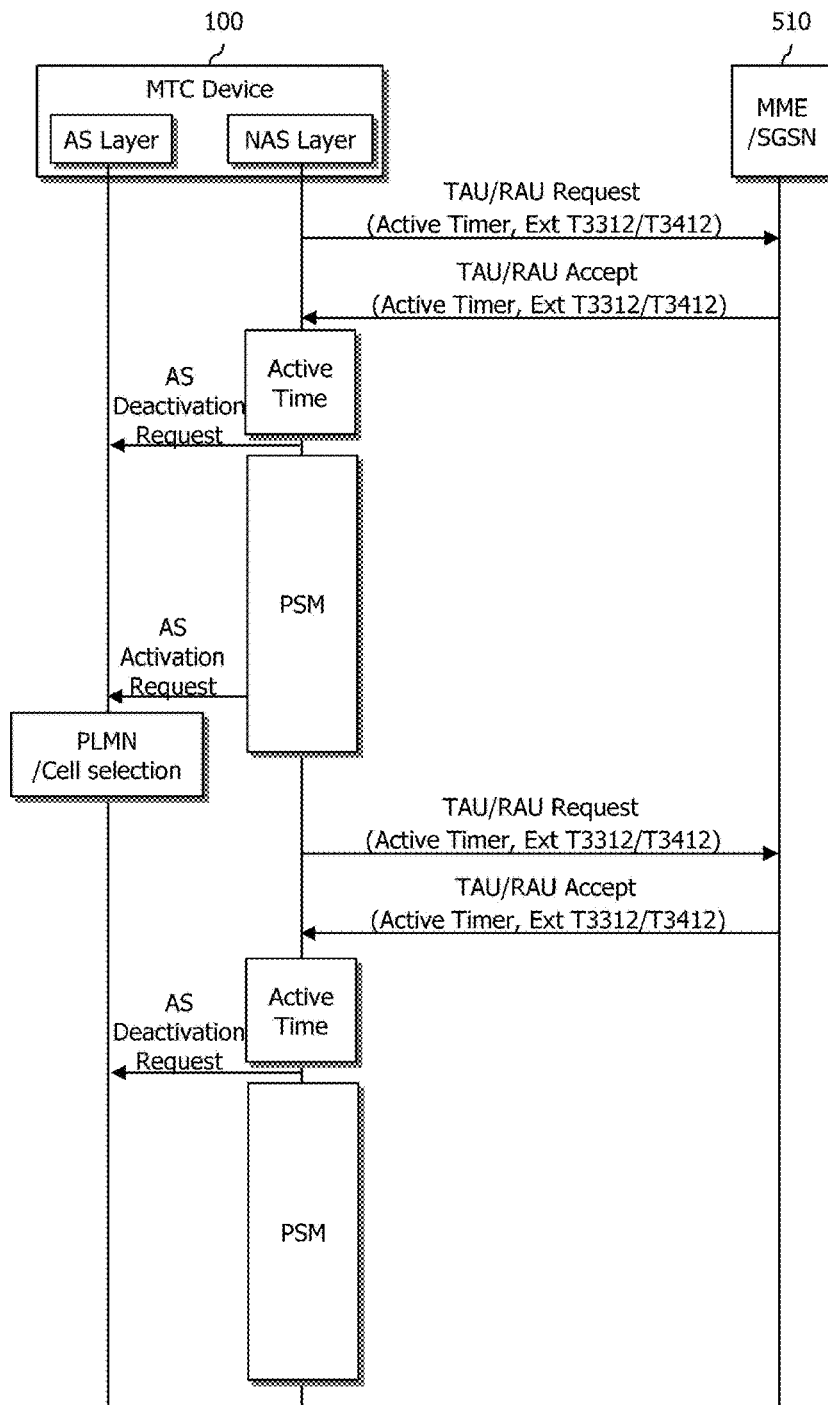 100
510
MTC Device
AS Layer
NAS Layer
MME
/SGSN
TAU/RAU Request
(Active Timer, Ext T3312/T3412)
TAU/RAU Accept
(Active Timer, Ext T3312/T3412)
Active
Time
AS
Deactivation
Request
PSM
AS
Activation
Request
PLMN
/Cell selection
TAU/RAU Request
(Active Timer, Ext T3312/T3412)
TAU/RAU Accept
(Active Timer, Ext T3312/T3412)
Active
Time
AS
Deactivation
Request
PSM